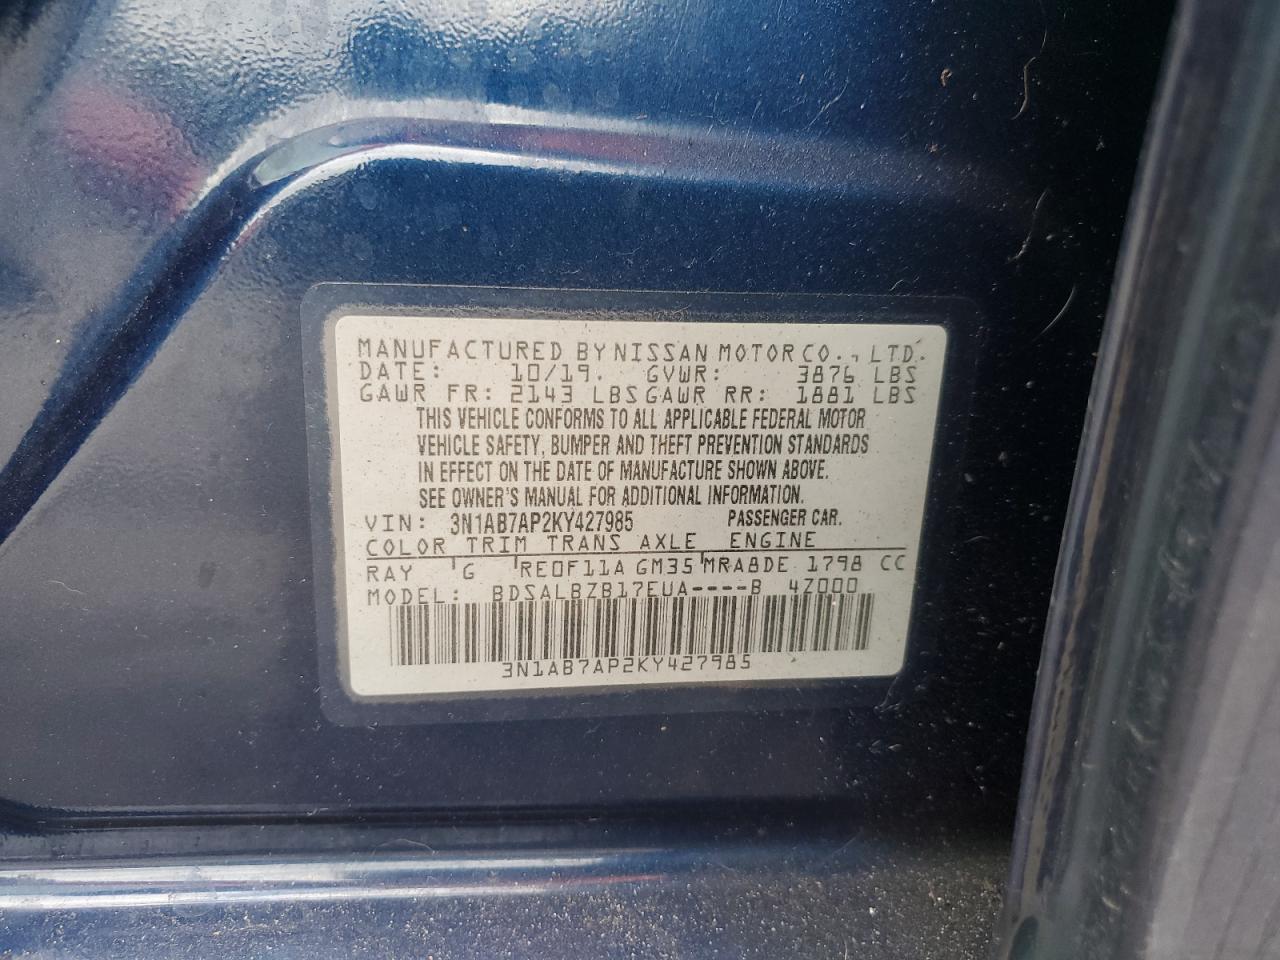 MANUFACTURED BY NISSAN MOTOR CO., LTD.
DATE: 10/19. GVWR: 3876 LBS
GAWR FR: 2143 LBS GAWR RR: 1881 LBS
THIS VEHICLE CONFORMS TO ALL APPLICABLE FEDERAL MOTOR
VEHICLE SAFETY, BUMPER AND THEFT PREVENTION STANDARDS
IN EFFECT ON THE DATE OF MANUFACTURE SHOWN ABOVE.
SEE OWNER'S MANUAL FOR ADDITIONAL INFORMATION.
VIN: 3N1AB7AP2KY427985 PASSENGER CAR.
COLOR TRIM TRANS AXLE ENGINE
RAY G RE0F11A GM35 MRA8DE 1798 CC
MODEL: BDSALBZB17EUA----B 4Z000
3N1AB7AP2KY427985